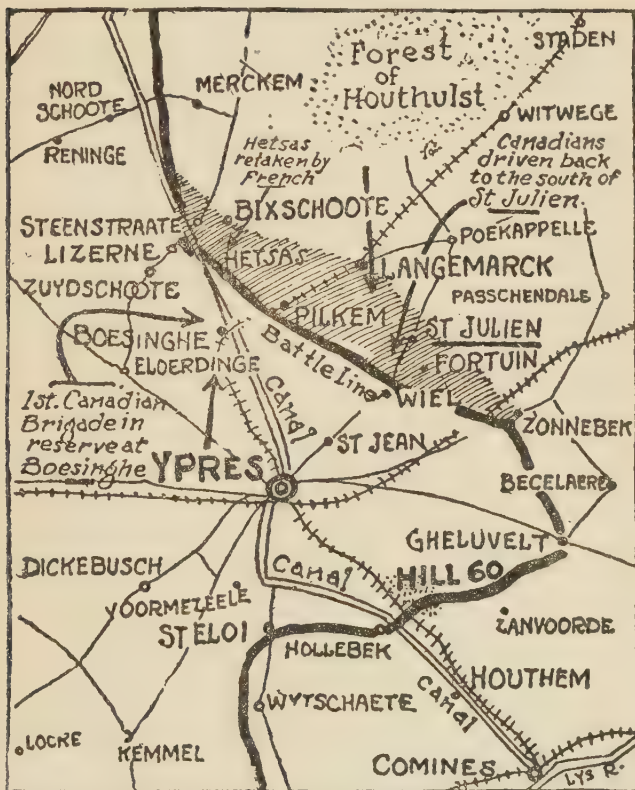 Forest
of
Houthulst
STADEN
NORD
SCHOOTE
MERCKEM
WITWEGE
RENINGE
Hetsas
retaken by
French
Canadians
driven back
to the south of
St Julien.
STEENSTRAATE
BIXSCHOOTE
POEKAPPELLE
LIZERNE
HETSAS
LANGEMARCK
ZUYDSCHOOTE
PASSCHENDALE
PILKEM
BOESINGHE
ST JULIEN
ELOERDINGE
Battle line
FORTUIN
Canal
WIEL
1st. Canadian
Brigade in
reserve at
Boesinghe
ZONNEBEK
ST JEAN
YPRES
BECELAERE
GHELUVELT
DICKEBUSCH
Canal
HILL 60
VOORMEZEELE
ST ELOI
ZANVOORDE
HOLLEBEK
HOUTHEM
WYTSCHAETE
Canal
LOCRE
KEMMEL
COMINES
LYS R.